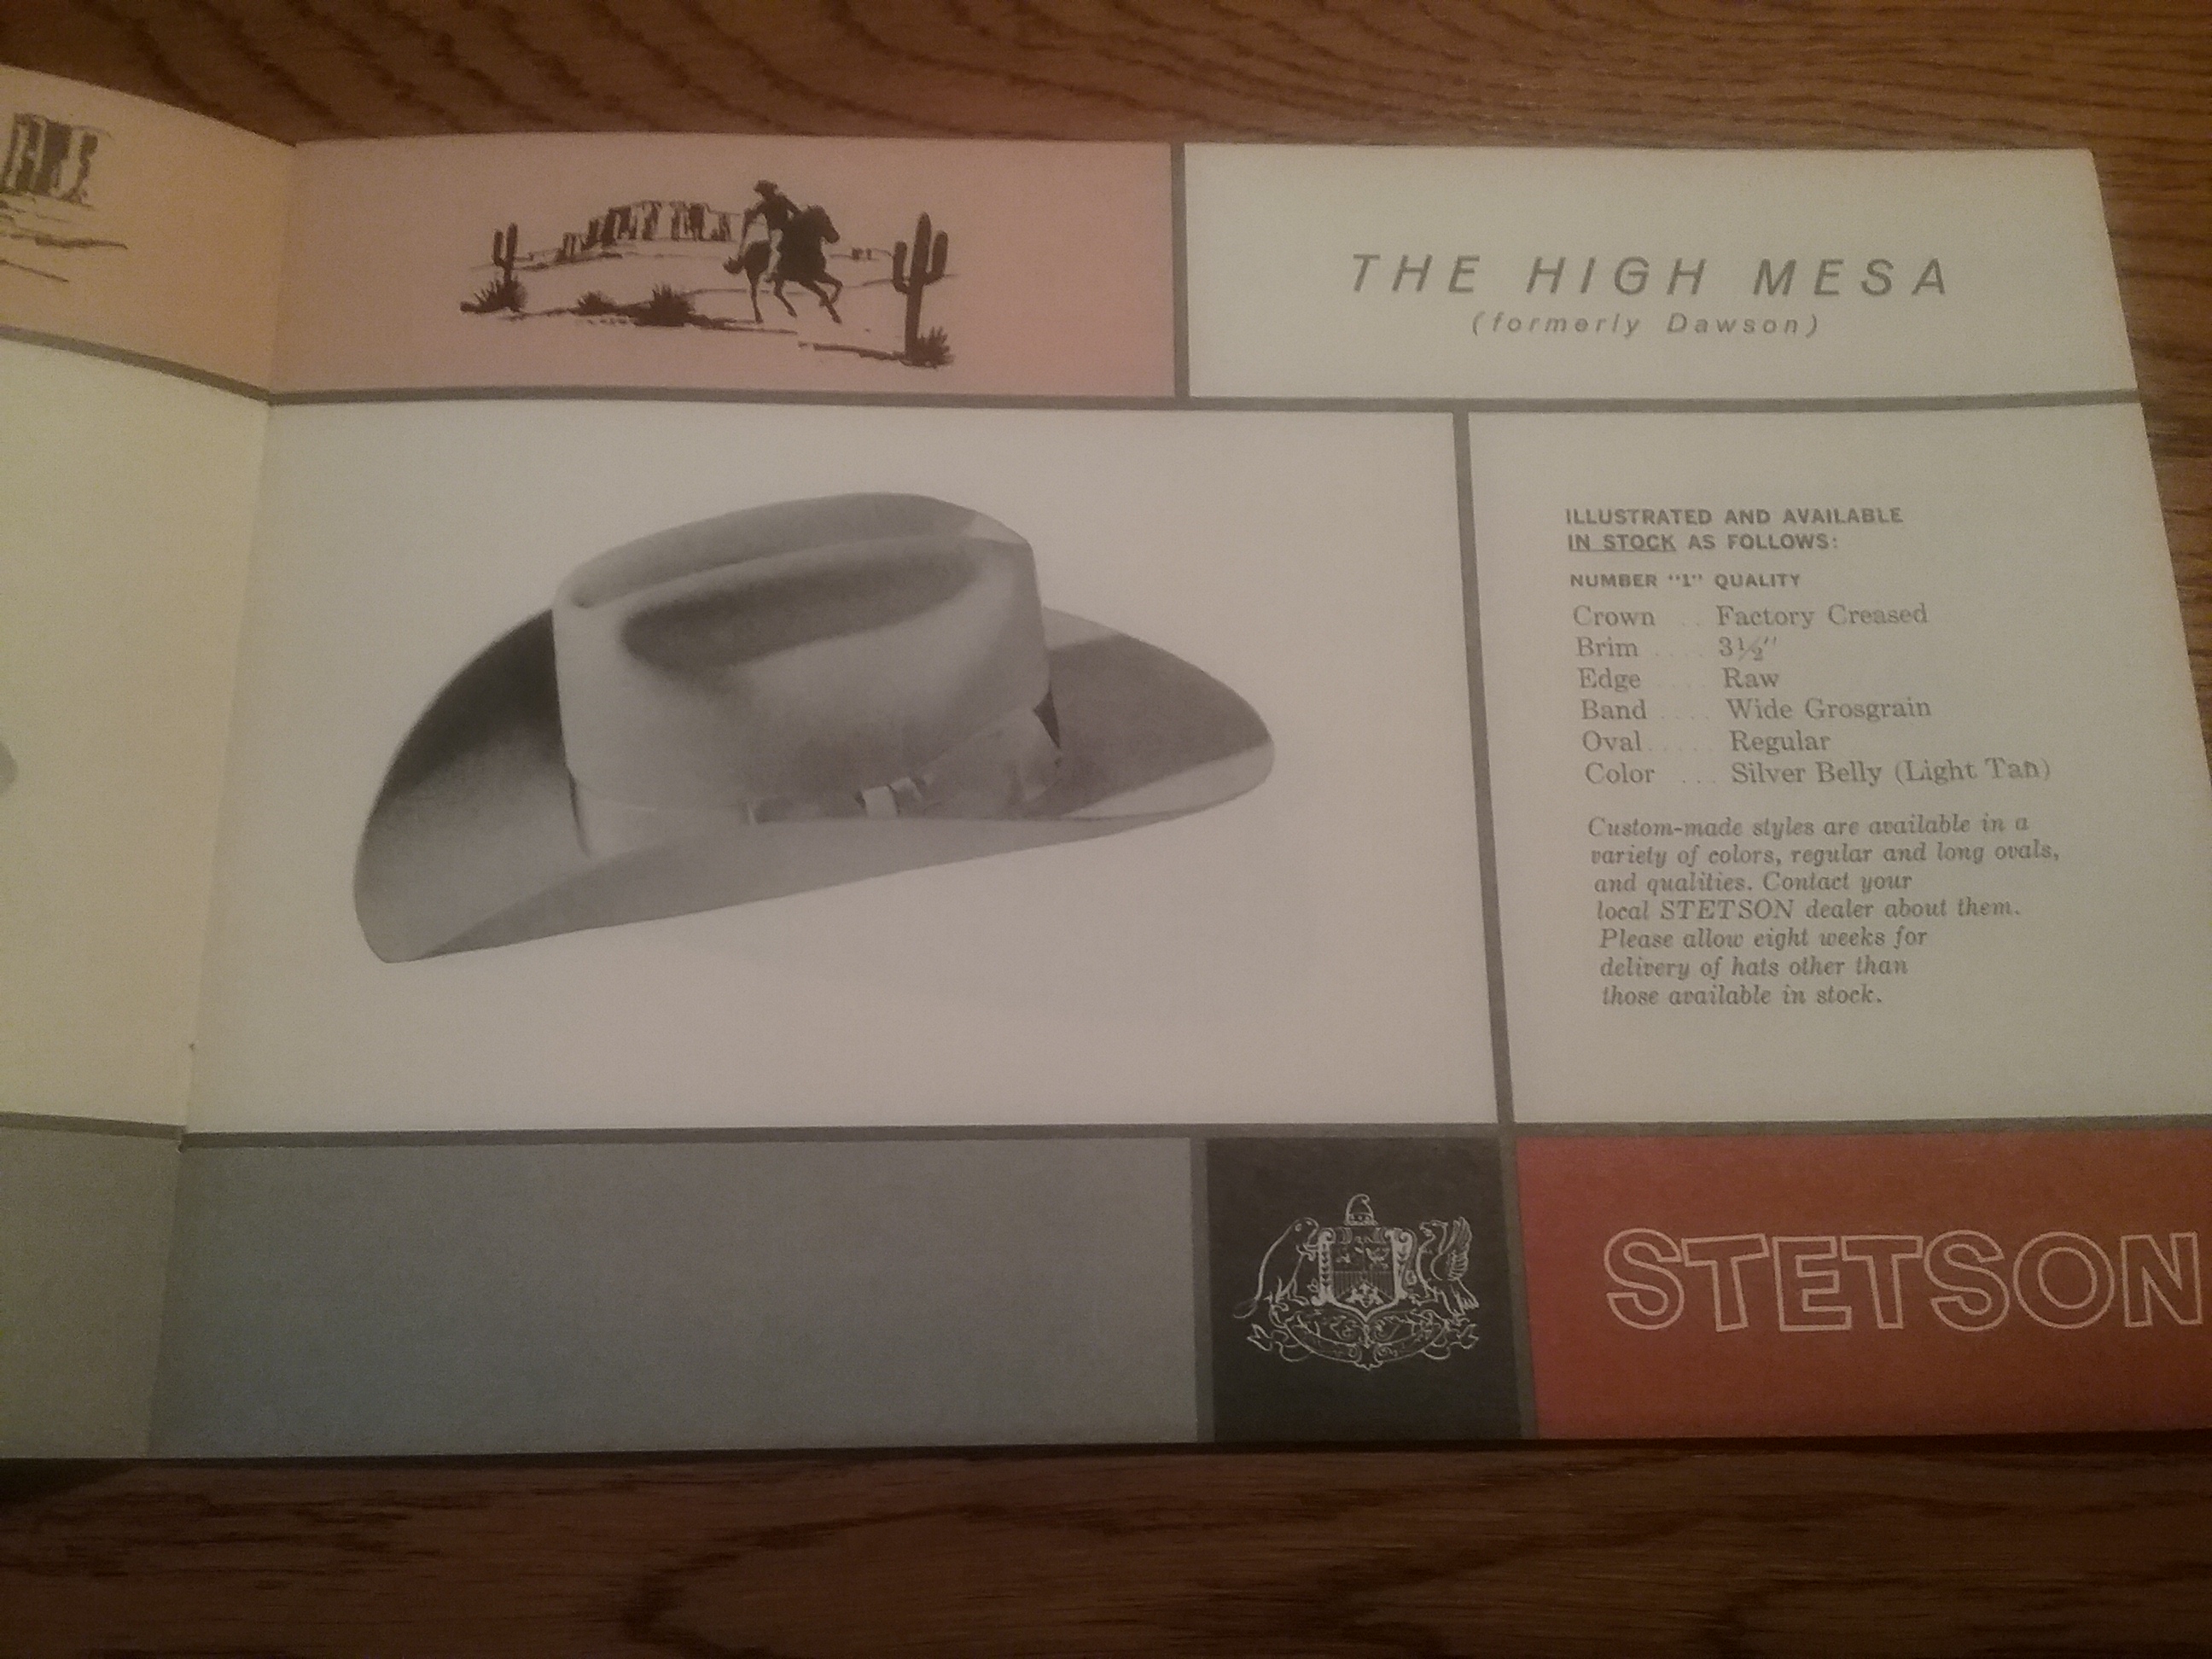 THE HIGH MESA
(formerly Dawson)
ILLUSTRATED AND AVAILABLE
IN STOCK AS FOLLOWS:
NUMBER "1" QUALITY
Crown .. Factory Creased
Brim .... 3½"
Edge ... Raw
Band .... Wide Grosgrain
Oval ..... Regular
Color ... Silver Belly (Light Tan)
Custom-made styles are available in a
variety of colors, regular and long ovals,
and qualities. Contact your
local STETSON dealer about them.
Please allow eight weeks for
delivery of hats other than
those available in stock.
STETSON